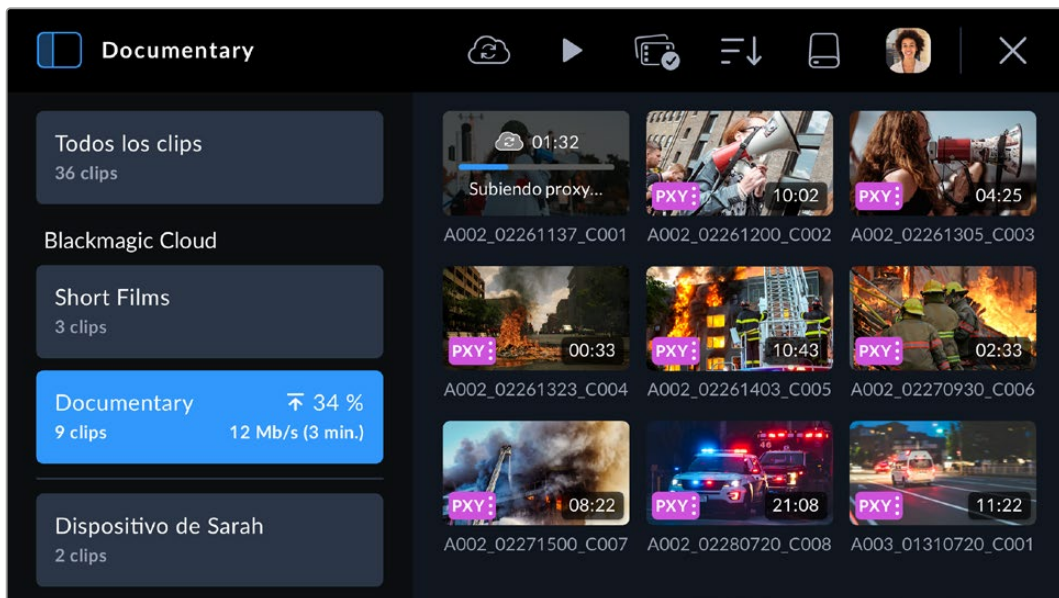 Documentary
Todos los clips
36 clips
Blackmagic Cloud
Short Films
3 clips
Documentary 34 %
9 clips 12 Mb/s (3 min.)
Dispositivo de Sarah
2 clips
01:32
Subiendo proxy...
PXY 10:02
PXY 04:25
A002_02261137_C001 A002_02261200_C002 A002_02261305_C003
PXY 00:33
PXY 10:43
PXY 02:33
A002_02261323_C004 A002_02261403_C005 A002_02270930_C006
PXY 08:22
46
PXY 21:08
PXY 11:22
A002_02271500_C007 A002_02280720_C008 A003_01310720_C001